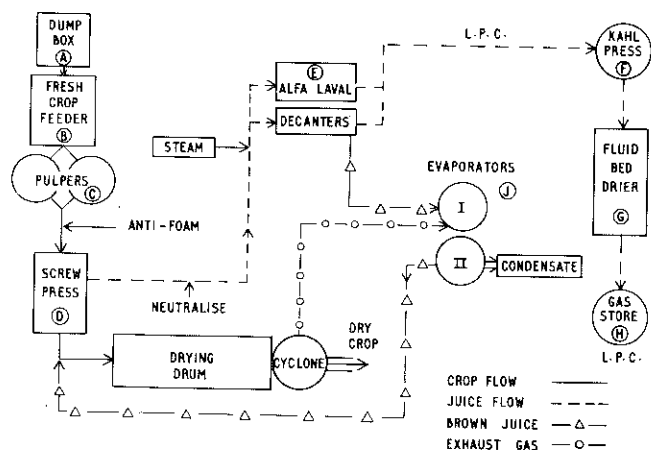 DUMP
BOX
A
FRESH
CROP
FEEDER
B
PULPERS
C
ANTI-FOAM
SCREW
PRESS
D
NEUTRALISE
STEAM
E
ALFA LAVAL
DECANTERS
L.P.C.
KAHL
PRESS
F
FLUID
BED
DRIER
G
GAS
STORE
H
L.P.C.
EVAPORATORS
J
I
II
CONDENSATE
DRYING
DRUM
CYCLONE
DRY
CROP
CROP FLOW
JUICE FLOW
BROWN JUICE
EXHAUST GAS